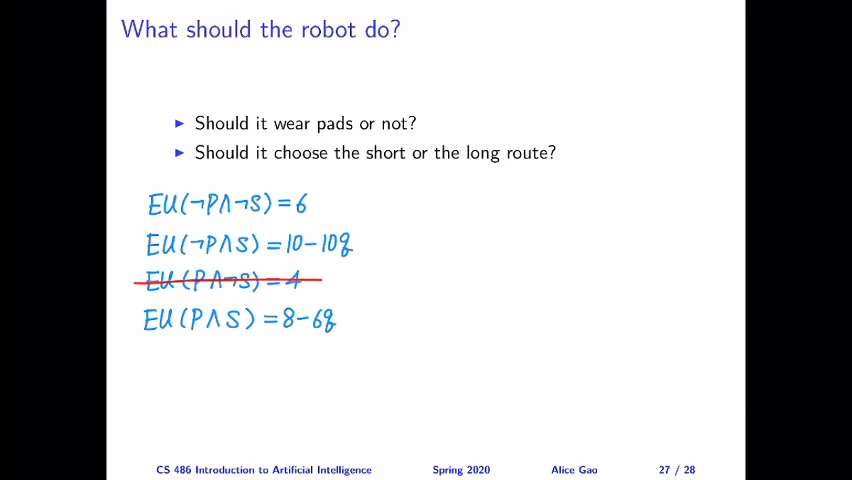 What should the robot do?
▶ Should it wear pads or not?
▶ Should it choose the short or the long route?
EU(¬P∧¬S)=6
EU(¬P∧S)=10-10q
EU(P∧¬S)=4
EU(P∧S)=8-6q
CS 486 Introduction to Artificial Intelligence Spring 2020 Alice Gao 27 / 28